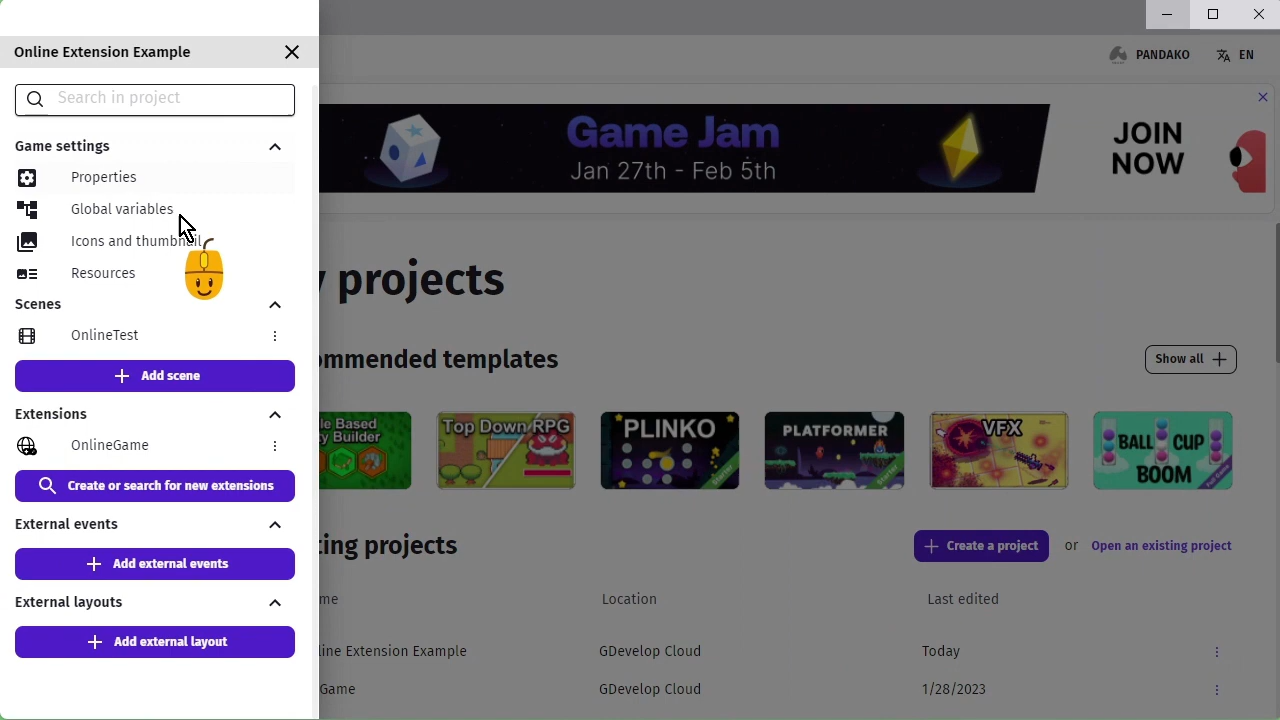 Online Extension Example
Search in project
Game settings
Properties
Global variables
Icons and thumbnail
Resources
Scenes
OnlineTest
Add scene
Extensions
OnlineGame
Create or search for new extensions
External events
Add external events
External layouts
Add external layout
PANDAKO
EN
Game Jam
Jan 27th - Feb 5th
JOIN
NOW
projects
mmended templates
Show all
le Based
y Builder
Top Down RPG
PLINKO
PLATFORMER
VFX
BALL CUP
BOOM
ting projects
Create a project
or
Open an existing project
me
Location
Last edited
line Extension Example
GDevelop Cloud
Today
Game
GDevelop Cloud
1/28/2023